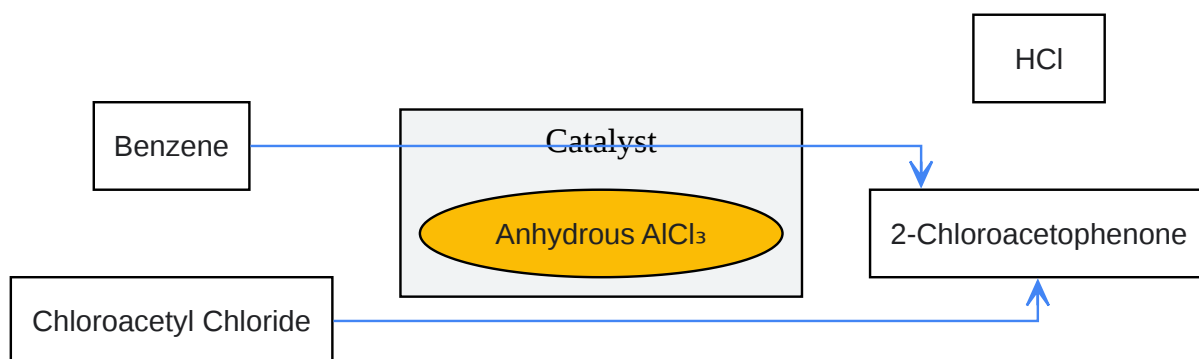 HCl
Benzene
Catalyst
Anhydrous AlCl₃
2-Chloroacetophenone
Chloroacetyl Chloride